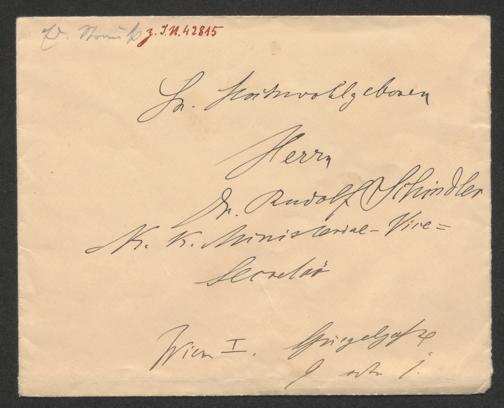 z. I.N. 42815
Sr. Hochwohlgeboren
Herrn
Dr. Rudolf Schindler
K. K. Ministerial-Vice=
Secretär
Wien I. Spiegelgasse